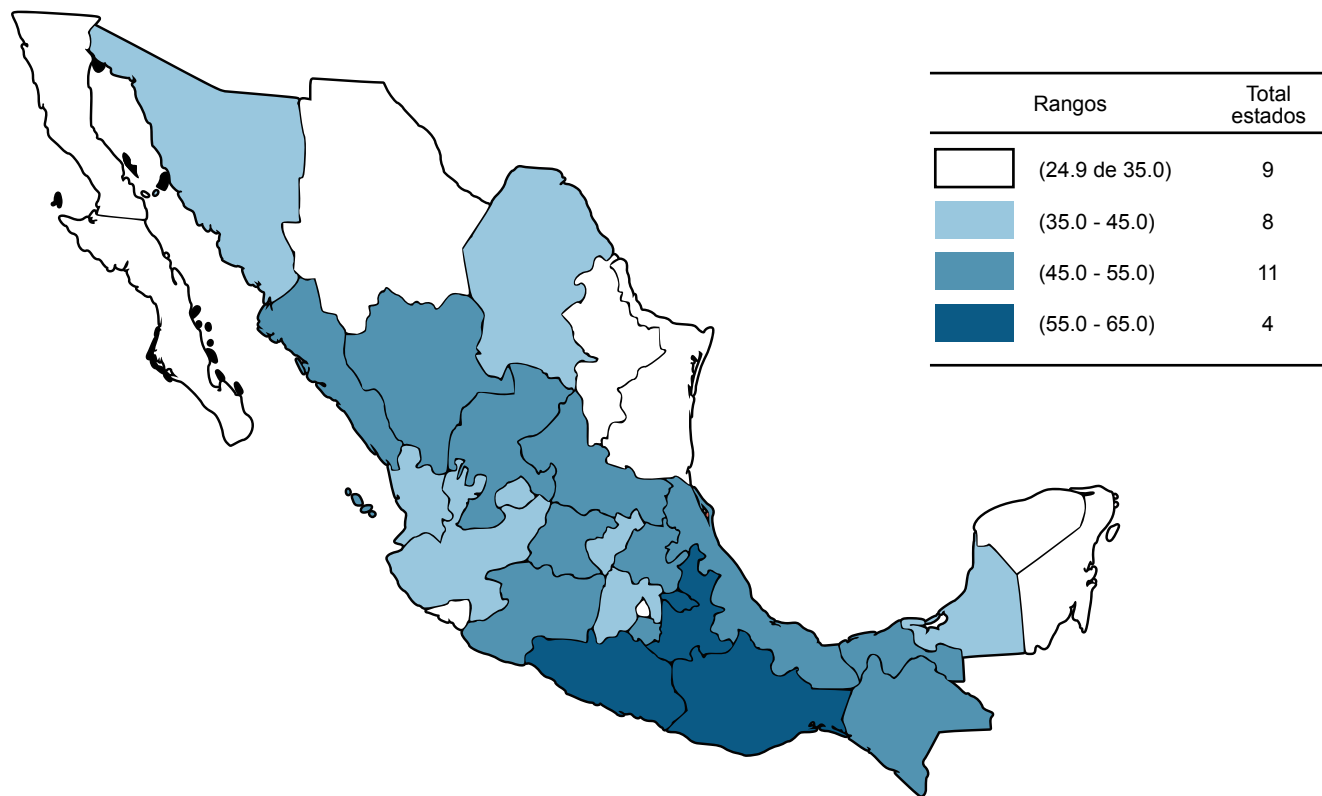 Rangos Total estados
(24.9 de 35.0) 9
(35.0 - 45.0) 8
(45.0 - 55.0) 11
(55.0 - 65.0) 4